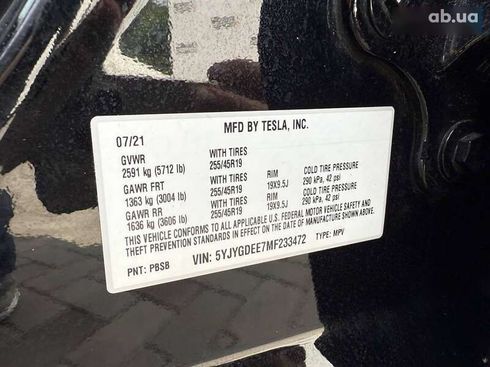 ab.ua
MFD BY TESLA, INC.
07/21
GVWR WITH TIRES
2591 kg (5712 lb) 255/45R19
GAWR FRT WITH TIRES RIM COLD TIRE PRESSURE
1363 kg (3004 lb) 255/45R19 19X9.5J 290 kPa, 42 psi
GAWR RR WITH TIRES RIM COLD TIRE PRESSURE
1636 kg (3606 lb) 255/45R19 19X9.5J 290 kPa, 42 psi
THIS VEHICLE CONFORMS TO ALL APPLICABLE U.S. FEDERAL MOTOR VEHICLE SAFETY AND
THEFT PREVENTION STANDARDS IN EFFECT ON THE DATE OF MANUFACTURE SHOWN ABOVE.
PNT: PBSB VIN: 5YJYGDEE7MF233472 TYPE: MPV